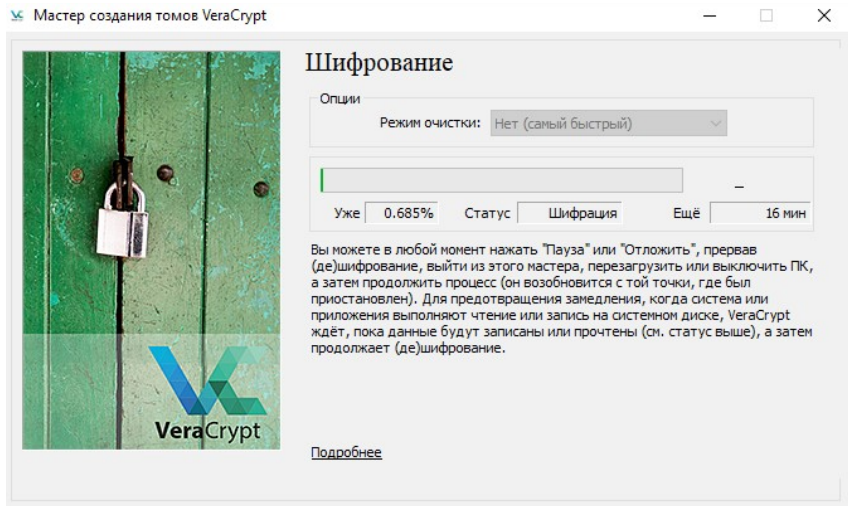 Мастер создания томов VeraCrypt
Шифрование
Опции
Режим очистки: Нет (самый быстрый)
Уже 0.685% Статус Шифрация Ещё 16 мин
Вы можете в любой момент нажать "Пауза" или "Отложить", прервав
(де)шифрование, выйти из этого мастера, перезагрузить или выключить ПК,
а затем продолжить процесс (он возобновится с той точки, где был
приостановлен). Для предотвращения замедления, когда система или
приложения выполняют чтение или запись на системном диске, VeraCrypt
ждёт, пока данные будут записаны или прочтены (см. статус выше), а затем
продолжает (де)шифрование.
VeraCrypt
Подробнее